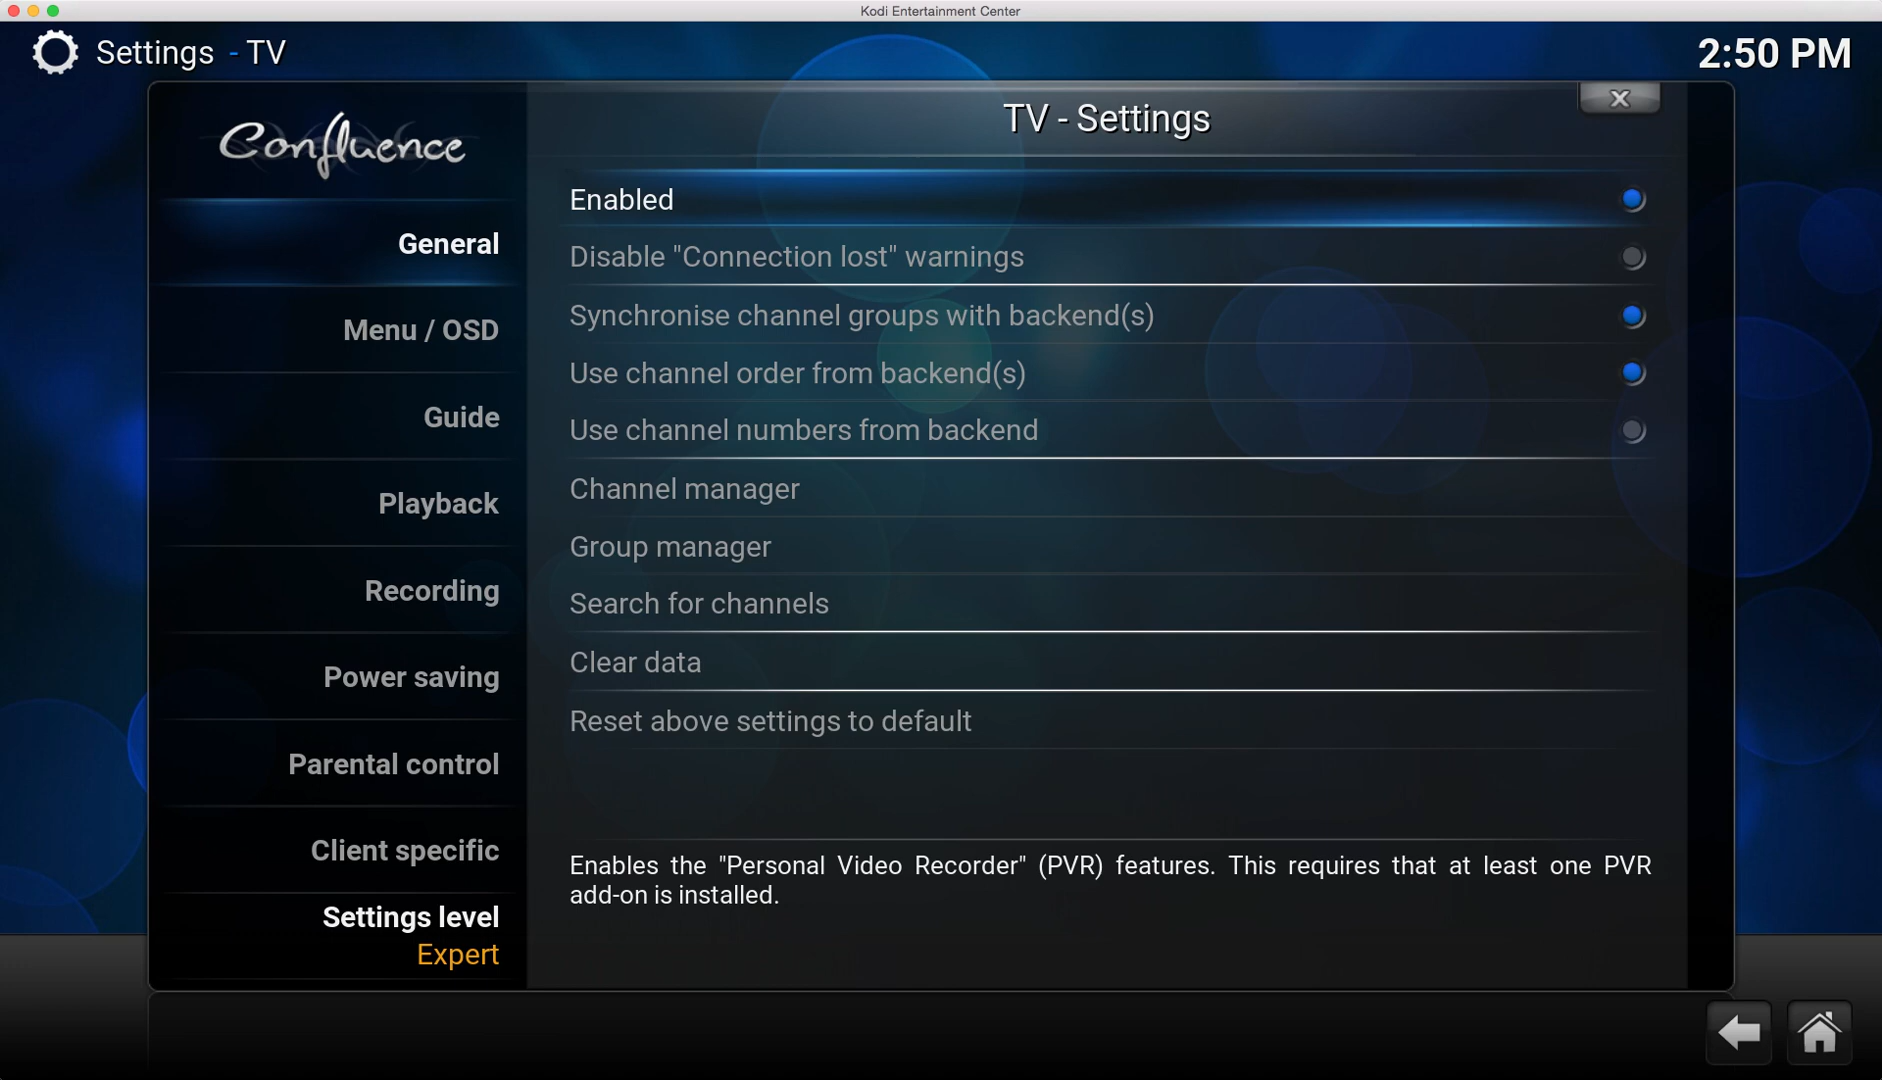 Kodi Entertainment Center
Settings - TV
2:50 PM
Confluence
TV - Settings
General
Menu / OSD
Guide
Playback
Recording
Power saving
Parental control
Client specific
Settings level
Expert
Enabled
Disable "Connection lost" warnings
Synchronise channel groups with backend(s)
Use channel order from backend(s)
Use channel numbers from backend
Channel manager
Group manager
Search for channels
Clear data
Reset above settings to default
Enables the "Personal Video Recorder" (PVR) features. This requires that at least one PVR
add-on is installed.